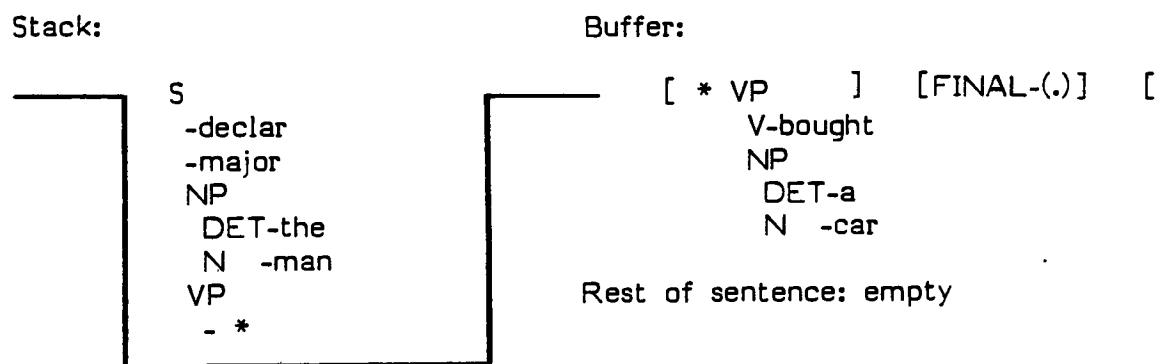 Stack: Buffer:
S [ * VP ] [FINAL-(.)] [
-declar V-bought
-major NP
NP DET-a
DET-the N -car
N -man
VP Rest of sentence: empty
- *